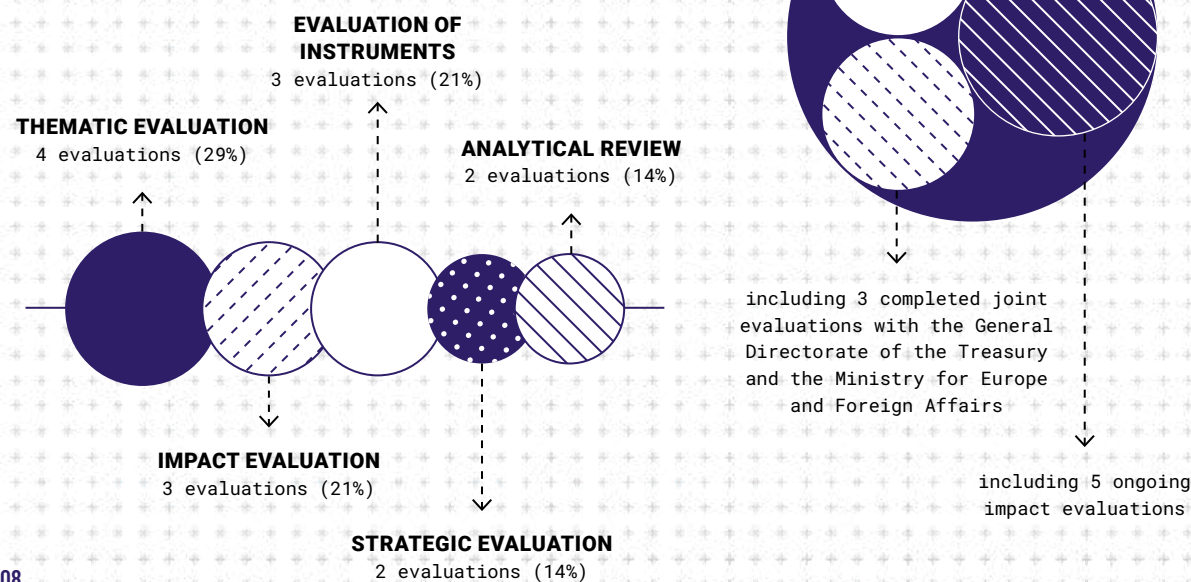 EVALUATION OF
INSTRUMENTS
3 evaluations (21%)
THEMATIC EVALUATION
4 evaluations (29%)
ANALYTICAL REVIEW
2 evaluations (14%)
IMPACT EVALUATION
3 evaluations (21%)
STRATEGIC EVALUATION
2 evaluations (14%)
including 3 completed joint
evaluations with the General
Directorate of the Treasury
and the Ministry for Europe
and Foreign Affairs
including 5 ongoing
impact evaluations
08